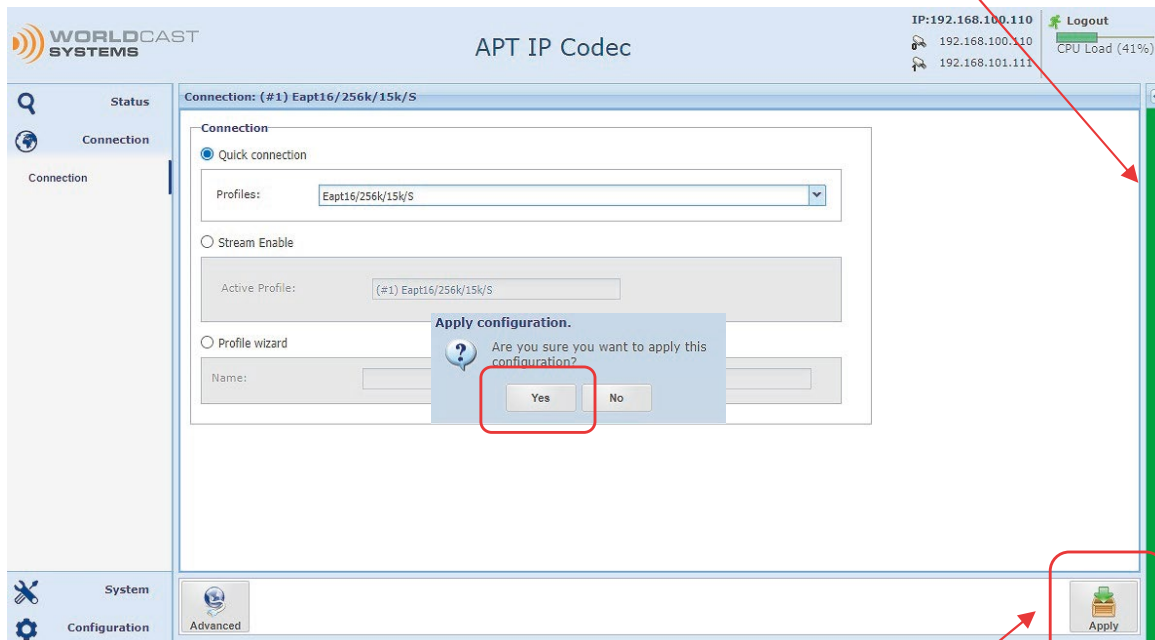 WORLDCAST
SYSTEMS
APT IP Codec
IP:192.168.100.110
0 192.168.100.110
1 192.168.101.111
Logout
CPU Load (41%)
Status
Connection
Connection
Connection: (#1) Eapt16/256k/15k/S
Connection
Quick connection
Profiles: Eapt16/256k/15k/S
Stream Enable
Active Profile: (#1) Eapt16/256k/15k/S
Profile wizard
Name:
Apply configuration.
?
Are you sure you want to apply this
configuration?
Yes No
System
Configuration
Advanced
Apply